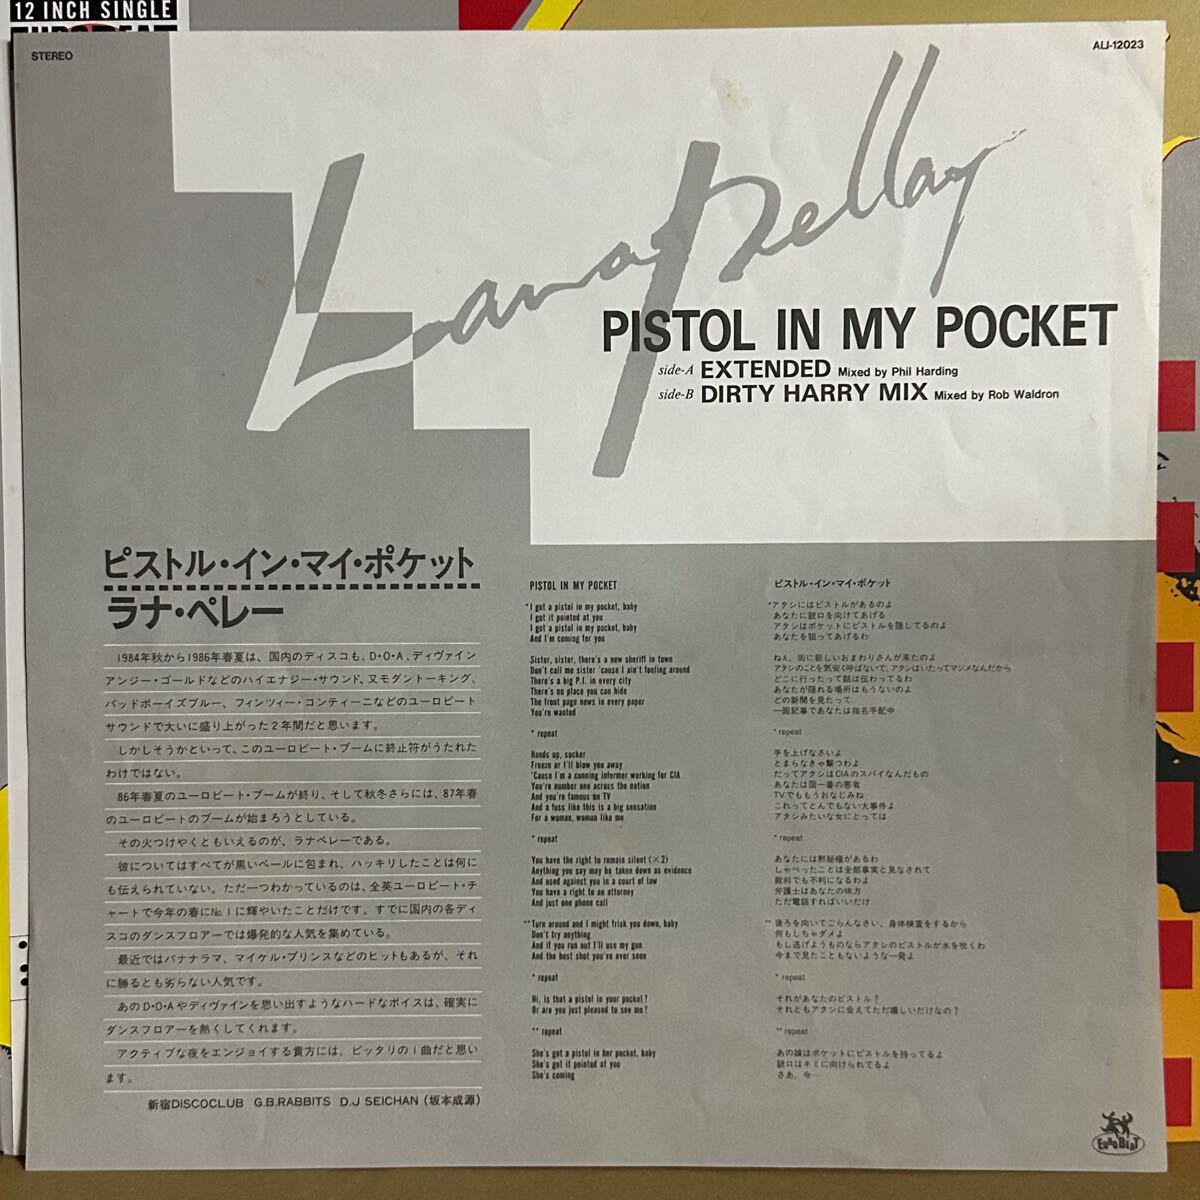 12 INCH SINGLE
STEREO
ALI-12023
Lana Pellay
PISTOL IN MY POCKET
side-A EXTENDED Mixed by Phil Harding
side-B DIRTY HARRY MIX Mixed by Rob Waldron
ピストル・イン・マイ・ポケット
ラナ・ペレー
1984年秋から1986年春夏は、国内のディスコも、D・O・A、ディヴァイン
アンジー・ゴールドなどのハイエナジー・サウンド、又モダントーキング、
バッドボーイズブルー、フィンツィー・コンティーニなどのユーロビート
サウンドで大いに盛り上がった2年間だと思います。
しかしそうかといって、このユーロビート・ブームに終止符がうたれた
わけではない。
86年春夏のユーロビート・ブームが終り、そして秋冬さらには、87年春
のユーロビートのブームが始まろうとしている。
その火つけやくともいえるのが、ラナペレーである。
彼についてはすべてが黒いベールに包まれ、ハッキリしたことは何に
も伝えられていない。ただ一つわかっているのは、全英ユーロビート・チ
ャートで今年の春にNo.1に輝やいたことだけです。すでに国内の各ディ
スコのダンスフロアーでは爆発的な人気を集めている。
最近ではバナナラマ、マイケル・プリンスなどのヒットもあるが、それ
に勝るとも劣らない人気です。
あのD・O・Aやディヴァインを思い出すようなハードなボイスは、確実に
ダンスフロアーを熱くしてくれます。
アクティブな夜をエンジョイする貴方には、ピッタリの1曲だと思い
ます。
新宿DISCOCLUB G.B.RABBITS D.J SEICHAN (坂本成源)
PISTOL IN MY POCKET
*I got a pistol in my pocket, baby
I got it pointed at you
I got a pistol in my pocket, baby
And I'm coming for you
Sister, sister, there's a new sheriff in town
Don't call me sister 'cause I ain't fooling around
There's a big P.I. in every city
There's no place you can hide
The front page news in every paper
You're wanted
* repeat
Hands up, sucker
Freeze or I'll blow you away
'Cause I'm a cunning informer working for CIA
You're number one across the nation
And you're famous on TV
And a fuss like this is a big sensation
For a woman, woman like me
* repeat
You have the right to remain silent (×2)
Anything you say may be taken down as evidence
And used against you in a court of law
You have a right to an attorney
And just one phone call
**Turn around and I might frisk you down, baby
Don't try anything
And if you run out I'll use my gun
And the best shot you've ever seen
* repeat
Hi, is that a pistol in your pocket?
Or are you just pleased to see me?
** repeat
She's got a pistol in her pocket, baby
She's got it pointed at you
She's coming
ピストル・イン・マイ・ポケット
*アタシにはピストルがあるのよ
あなたに銃口を向けてあげる
アタシはポケットにピストルを隠してるのよ
あなたを狙ってあげるわ
ねぇ、街に新しいおまわりさんが来たのよ
アタシのことを気安く呼ばないで、アタシはいたってマジメなんだから
どこに行ったって話は伝わってるわ
あなたが隠れる場所はもうないのよ
どの新聞を見たって
一面記事であなたは指名手配中
* repeat
手を上げなさいよ
とまらなきゃ撃つわよ
だってアタシはCIAのスパイなんだもの
あなたは国一番の悪者
TVでももうおなじみね
これってとんでもない大事件よ
アタシみたいな女にとっては
* repeat
あなたには黙秘権があるわ
しゃべったことは全部事実と見なされて
裁判でも不利になるわよ
弁護士はあなたの味方
ただ電話すればいいだけ
** 後ろを向いてごらんなさい、身体検査をするから
何もしちゃダメよ
もし逃げようものならアタシのピストルが火を吹くわ
今まで見たこともないような一発よ
* repeat
それがあなたのピストル?
それともアタシに会えてただ嬉しいだけなの?
** repeat
あの娘はポケットにピストルを持ってるよ
銃口はキミに向けられてるよ
さあ、今…
EURO BEAT